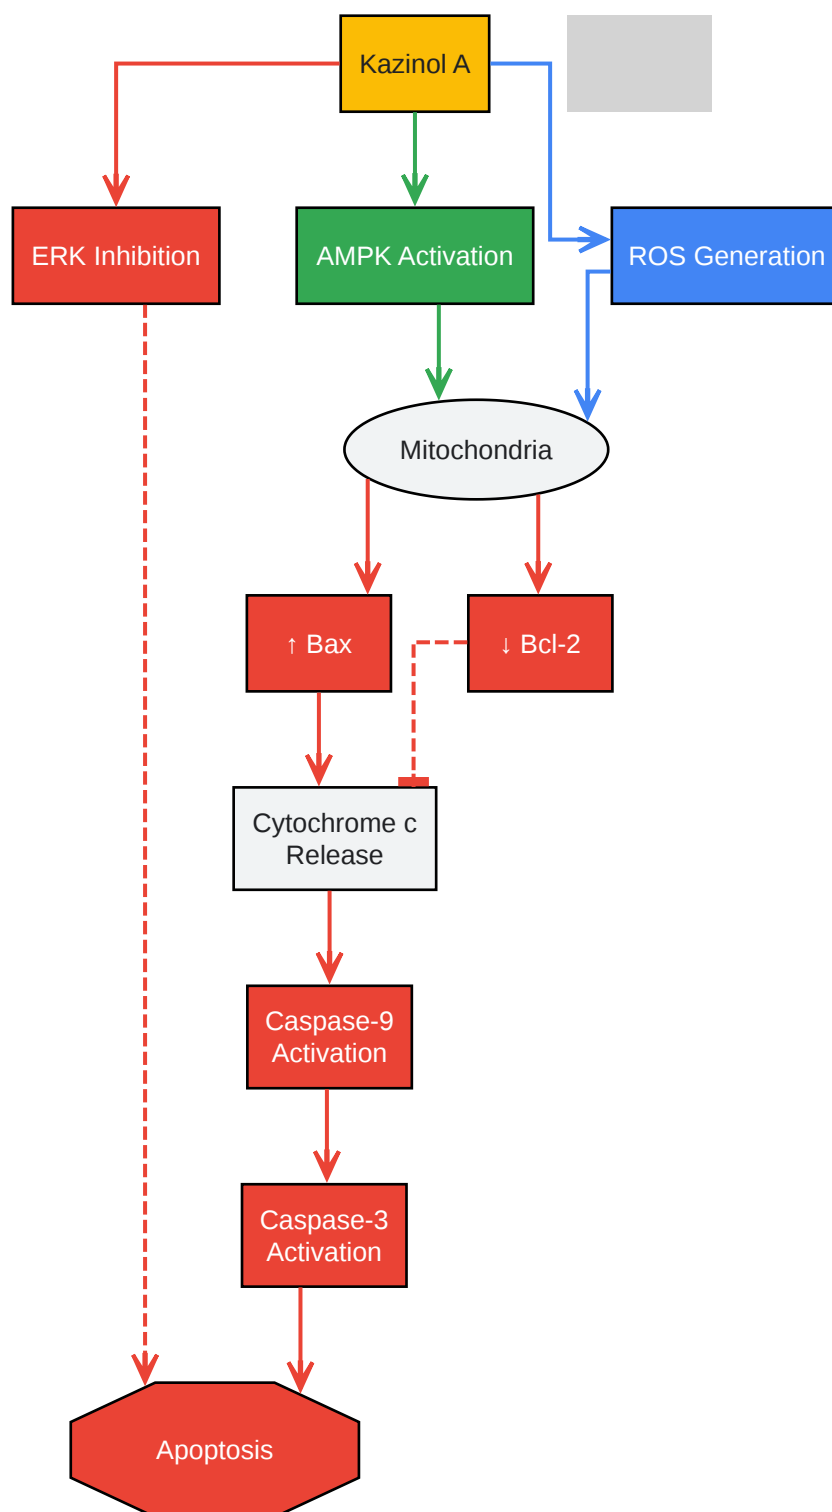 Kazinol A
ERK Inhibition
AMPK Activation
ROS Generation
Mitochondria
↑ Bax
↓ Bcl-2
Cytochrome c
Release
Caspase-9
Activation
Caspase-3
Activation
Apoptosis